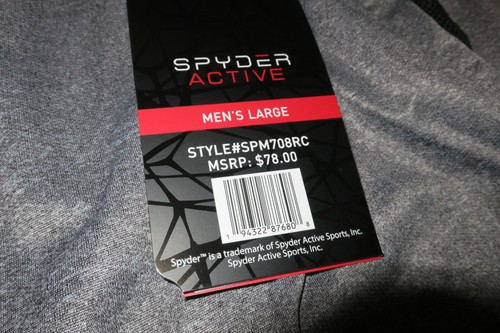 SPYDER
ACTIVE
MEN'S LARGE
STYLE#SPM708RC
MSRP: $78.00
1 94322 87680 8
Spyder™ is a trademark of Spyder Active Sports, Inc.
Spyder Active Sports, Inc.